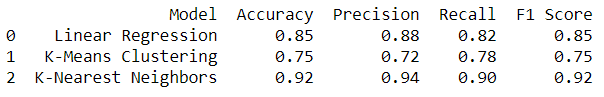 Model Accuracy Precision Recall F1 Score
0 Linear Regression 0.85 0.88 0.82 0.85
1 K-Means Clustering 0.75 0.72 0.78 0.75
2 K-Nearest Neighbors 0.92 0.94 0.90 0.92